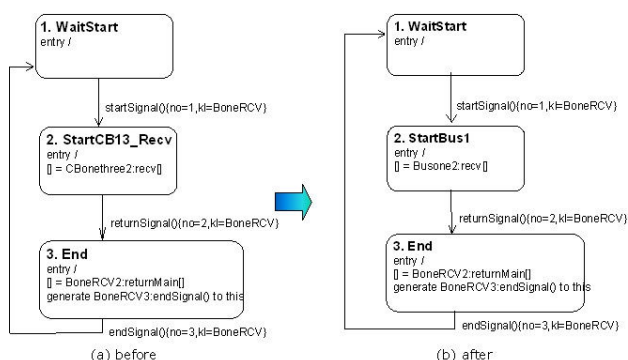 1. WaitStart
entry /
startSignal(){no=1,kl=BoneRCV}
2. StartCB13_Recv
entry /
[] = CBonethree2:recv[]
returnSignal(){no=2,kl=BoneRCV}
3. End
entry /
[] = BoneRCV2:returnMain[]
generate BoneRCV3:endSignal() to this
endSignal(){no=3,kl=BoneRCV}
(a) before
1. WaitStart
entry /
startSignal(){no=1,kl=BoneRCV}
2. StartBus1
entry /
[] = Busone2:recv[]
returnSignal(){no=2,kl=BoneRCV}
3. End
entry /
[] = BoneRCV2:returnMain[]
generate BoneRCV3:endSignal() to this
endSignal(){no=3,kl=BoneRCV}
(b) after